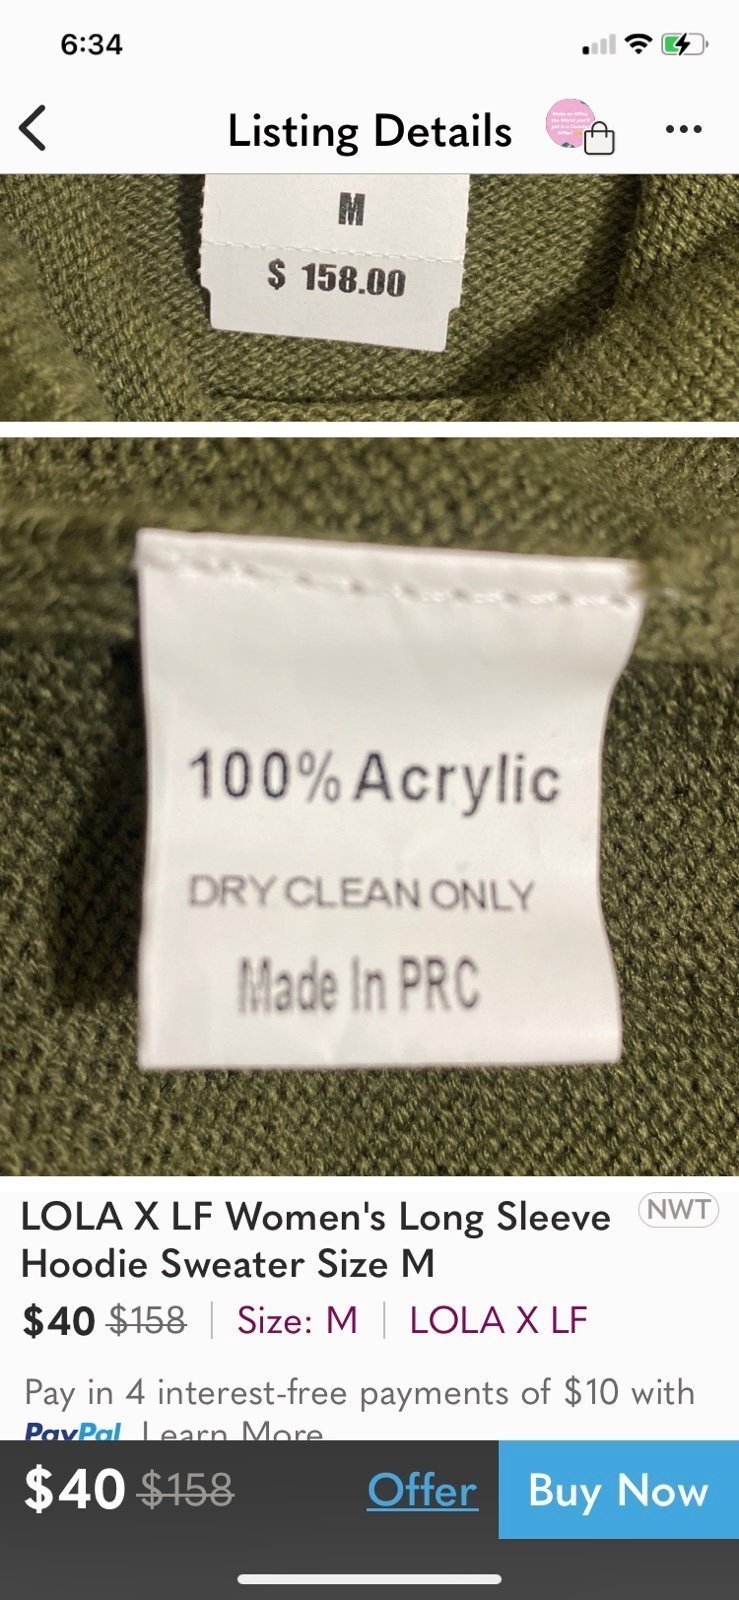 6:34
Listing Details
M
$ 158.00
100% Acrylic
DRY CLEAN ONLY
Made In PRC
LOLA X LF Women's Long Sleeve
Hoodie Sweater Size M
NWT
$40 $158 | Size: M | LOLA X LF
Pay in 4 interest-free payments of $10 with
PayPal Learn More
$40 $158 Offer Buy Now